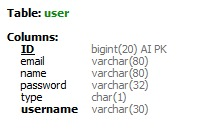 Table: user
Columns:
ID bigint(20) AI PK
email varchar(80)
name varchar(80)
password varchar(32)
type char(1)
username varchar(30)